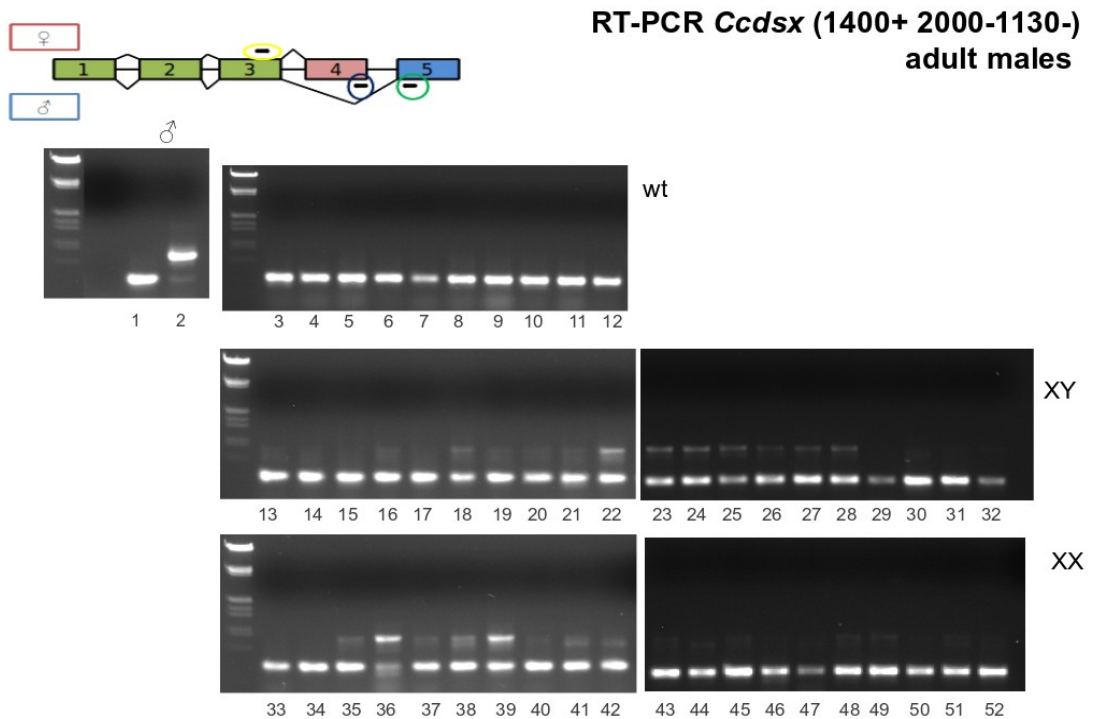 RT-PCR Ccdsx (1400+ 2000-1130-)
adult males
♀
1 2 3 4 5
♂
♂
wt
1 2
3 4 5 6 7 8 9 10 11 12
XY
13 14 15 16 17 18 19 20 21 22
23 24 25 26 27 28 29 30 31 32
XX
33 34 35 36 37 38 39 40 41 42
43 44 45 46 47 48 49 50 51 52